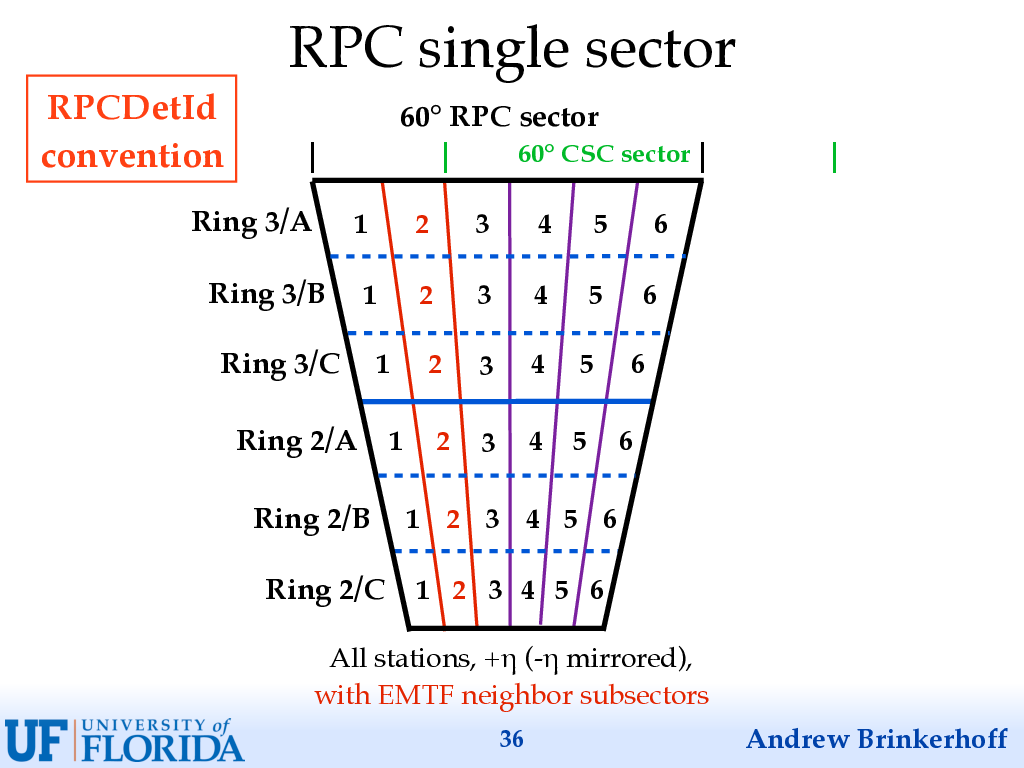 RPC single sector
RPCDetId
convention
60° RPC sector
60° CSC sector
Ring 3/A 1 2 3 4 5 6
Ring 3/B 1 2 3 4 5 6
Ring 3/C 1 2 3 4 5 6
Ring 2/A 1 2 3 4 5 6
Ring 2/B 1 2 3 4 5 6
Ring 2/C 1 2 3 4 5 6
All stations, +η (-η mirrored),
with EMTF neighbor subsectors
UF UNIVERSITY of
FLORIDA
36
Andrew Brinkerhoff